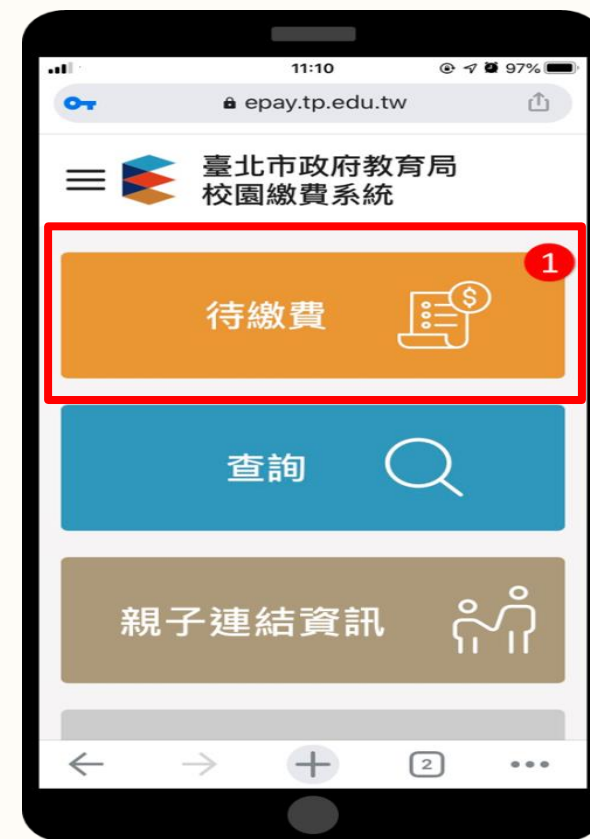 11:10
97%
epay.tp.edu.tw
臺北市政府教育局
校園繳費系統
1
待繳費
$
查詢
親子連結資訊
2